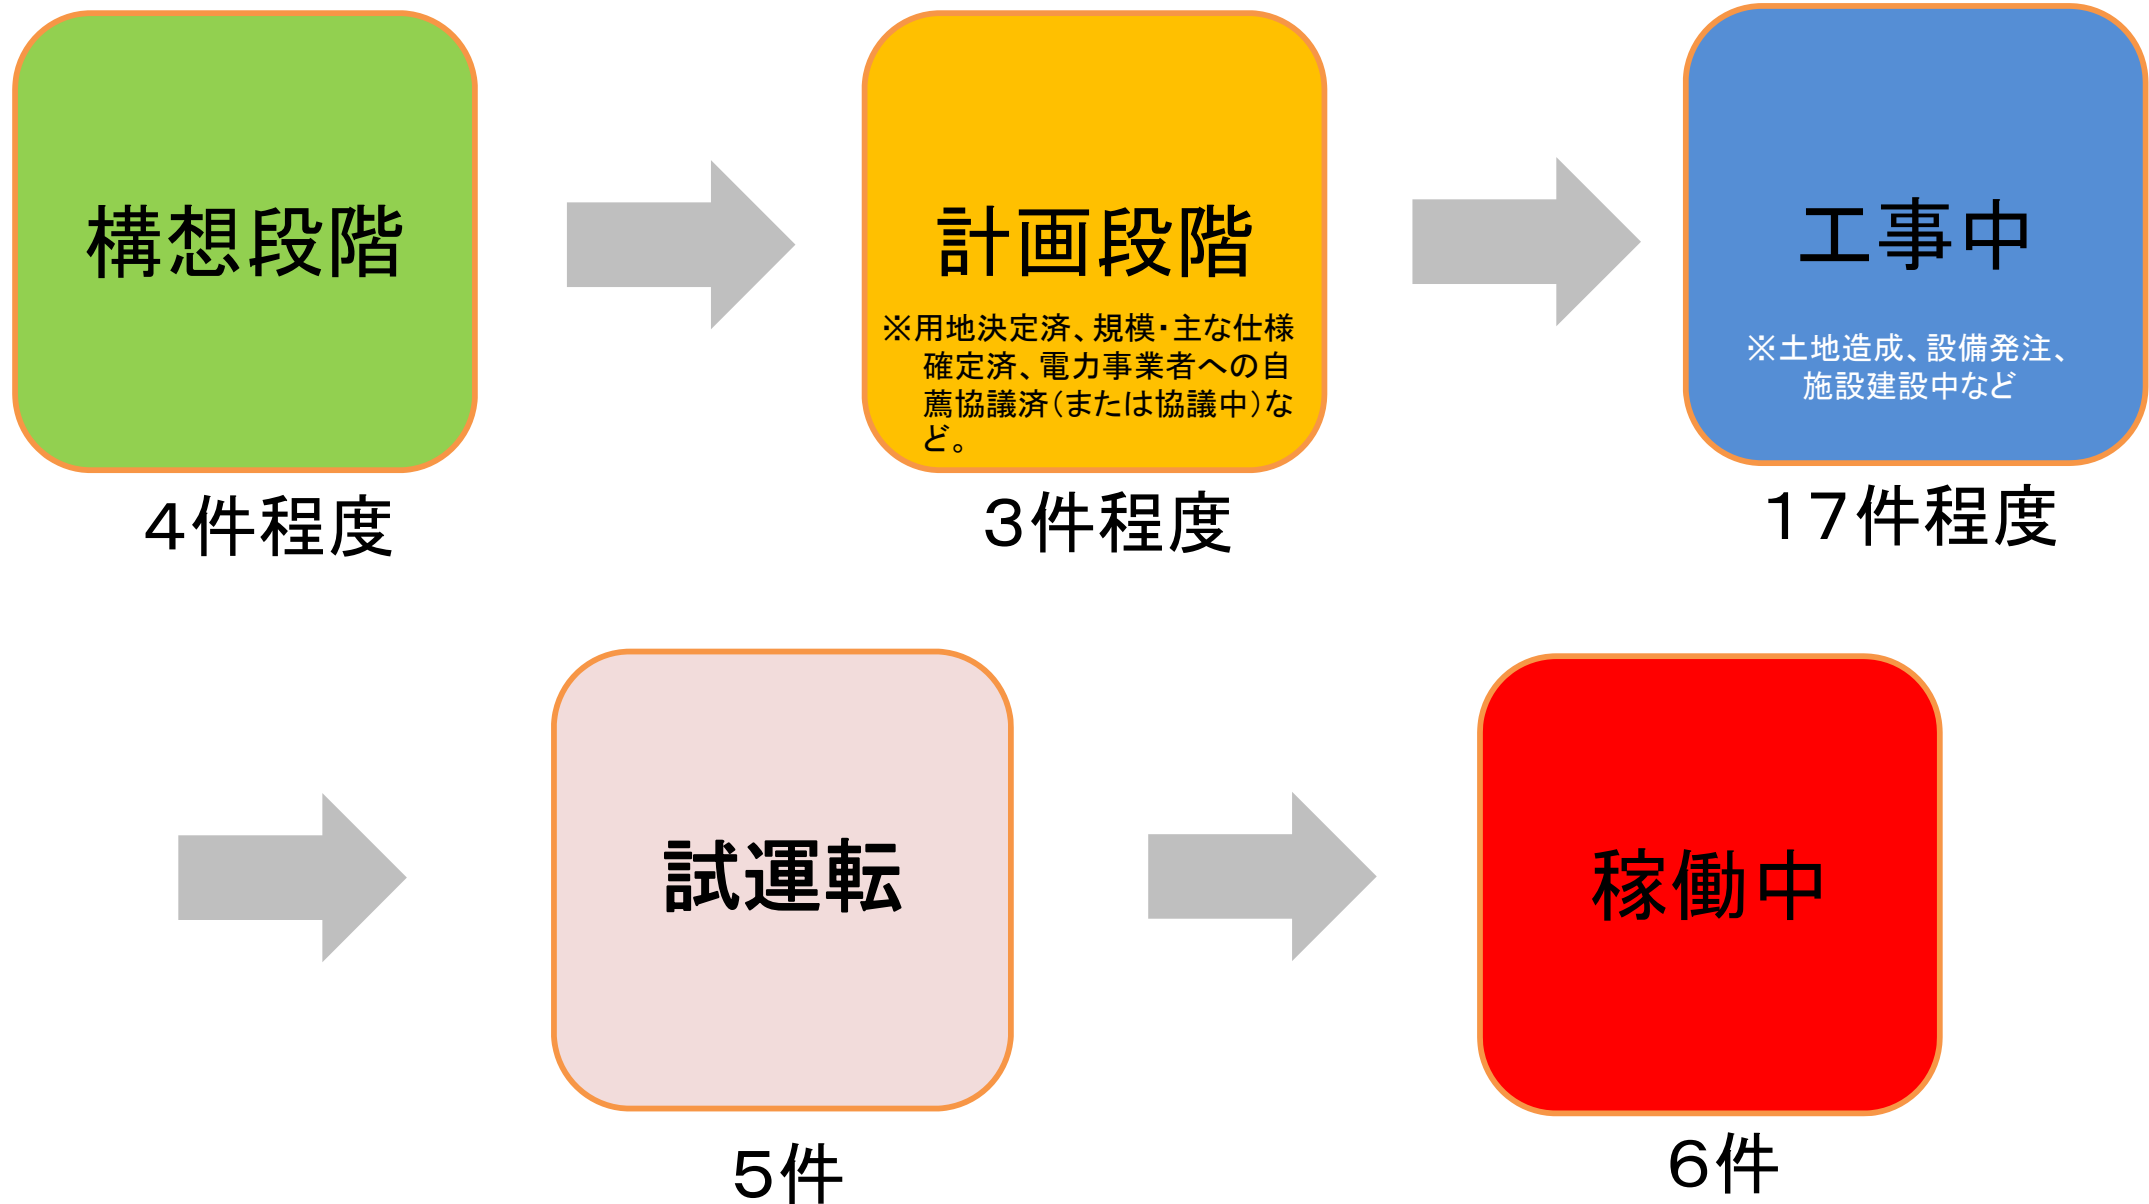 構想段階
計画段階
※用地決定済、規模・主な仕様
確定済、電力事業者への自
薦協議済（または協議中）な
ど。
工事中
※土地造成、設備発注、
施設建設中など
４件程度
３件程度
１７件程度
試運転
稼働中
５件
６件